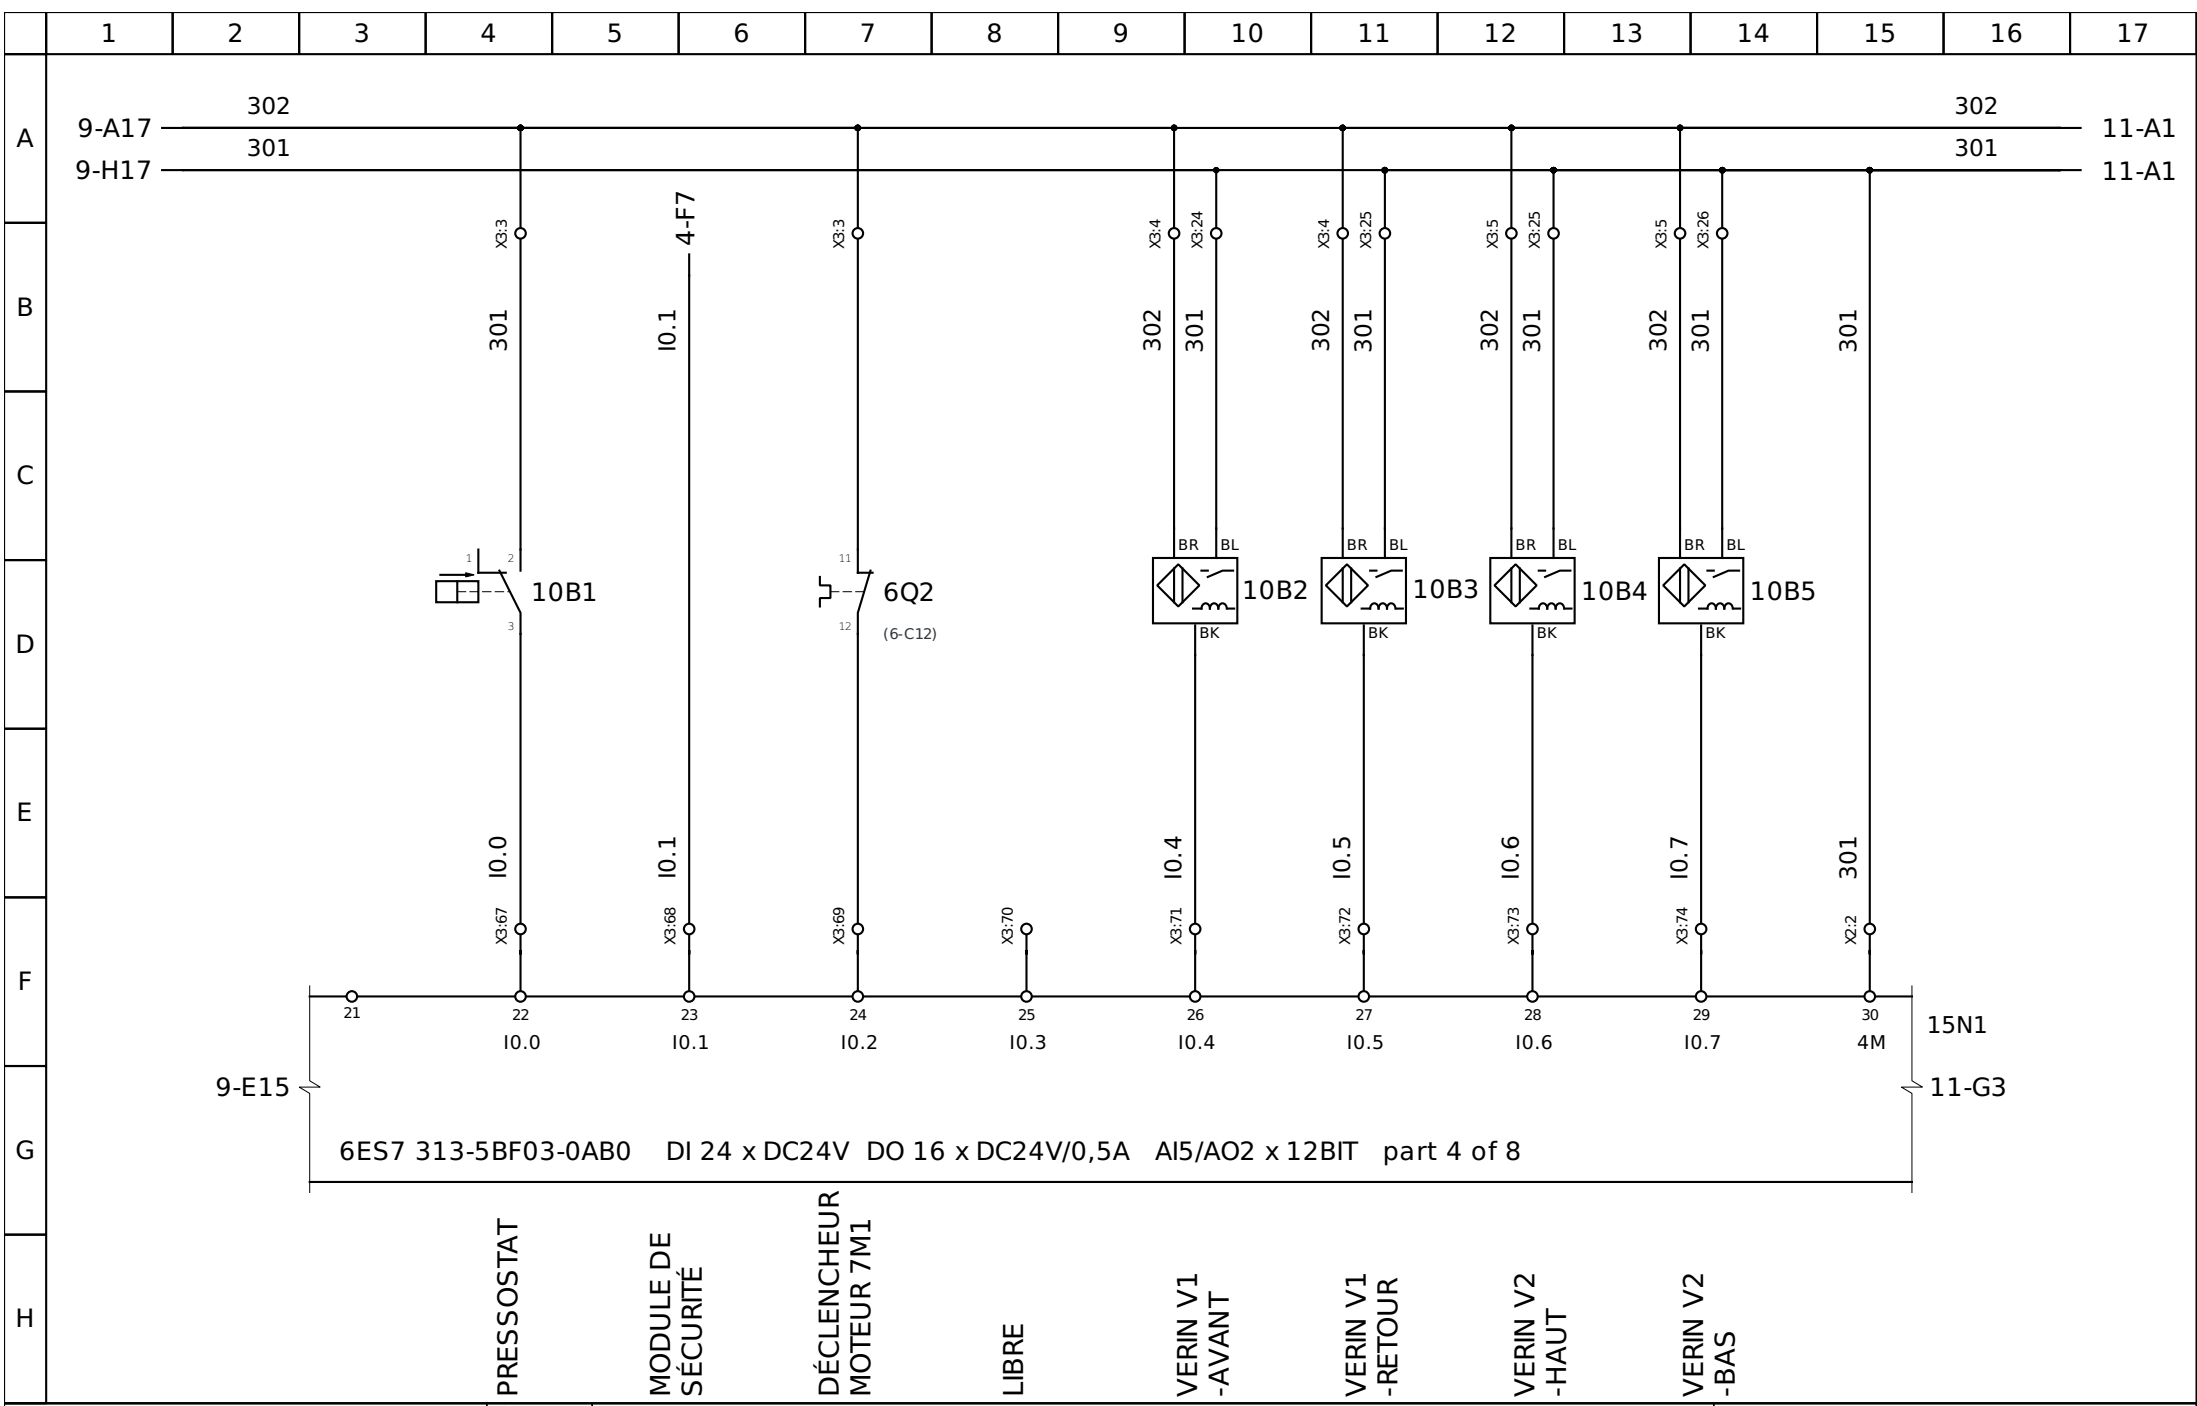 1 2 3 4 5 6 7 8 9 10 11 12 13 14 15 16 17
A
B
C
D
E
F
G
H
302 302
9-A17 11-A1
301 301
9-H17 11-A1
4-F7
X3:3 X3:3 X3:4 X3:24 X3:4 X3:25 X3:5 X3:25 X3:5 X3:26
301 I0.1 302 301 302 301 302 301 302 301 301
BR BL BR BL BR BL BR BL
1 2 11
10B1 6Q2 10B2 10B3 10B4 10B5
3 12 (6-C12) BK BK BK BK
I0.0 I0.1 I0.4 I0.5 I0.6 I0.7 301
X3:67 X3:68 X3:69 X3:70 X3:71 X3:72 X3:73 X3:74 X2:2
21 22 23 24 25 26 27 28 29 30
15N1
I0.0 I0.1 I0.2 I0.3 I0.4 I0.5 I0.6 I0.7 4M
9-E15 11-G3
6ES7 313-5BF03-0AB0 DI 24 x DC24V DO 16 x DC24V/0,5A AI5/AO2 x 12BIT part 4 of 8
PRESSOSTAT
MODULE DE
SÉCURITÉ
DÉCLENCHEUR
MOTEUR 7M1
LIBRE
VERIN V1
-AVANT
VERIN V1
-RETOUR
VERIN V2
-HAUT
VERIN V2
-BAS